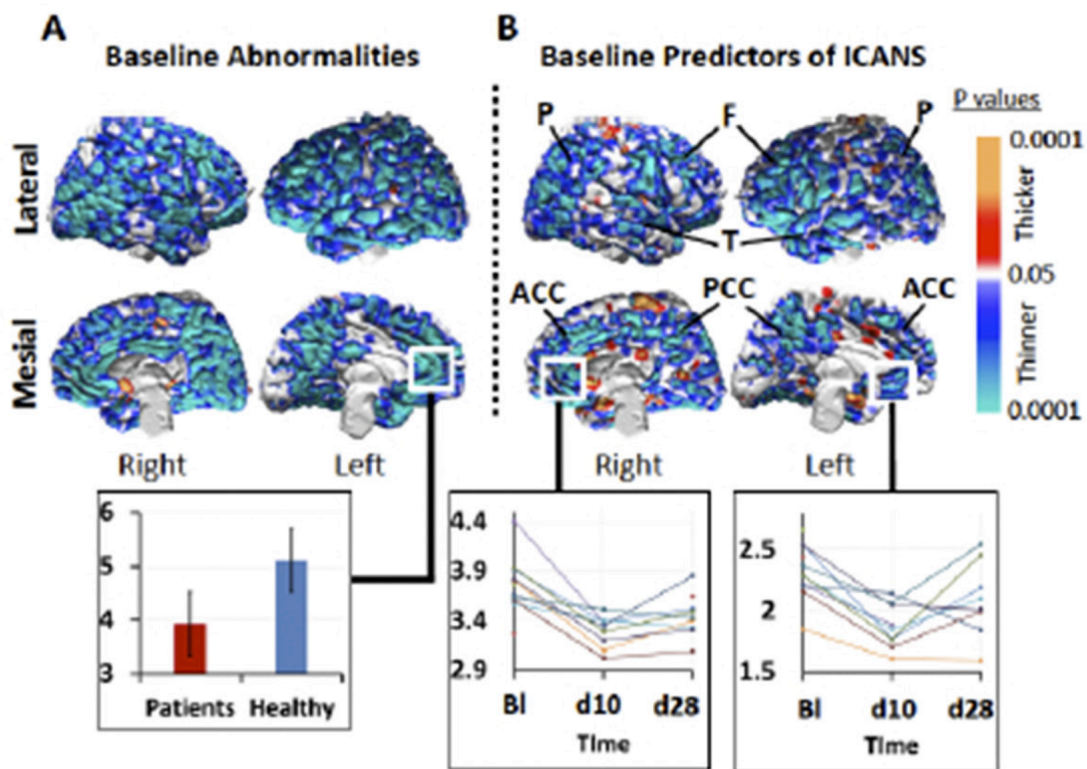 A
Baseline Abnormalities
B
Baseline Predictors of ICANS
P values
Lateral
P
F
P
T
0.0001
Thicker
0.05
Thinner
0.0001
Mesial
ACC
PCC
ACC
Right
Left
Right
Left
6
5
4
3
Patients
Healthy
4.4
3.9
3.4
2.9
Bl
d10
d28
Time
2.5
2
1.5
Bl
d10
d28
Time